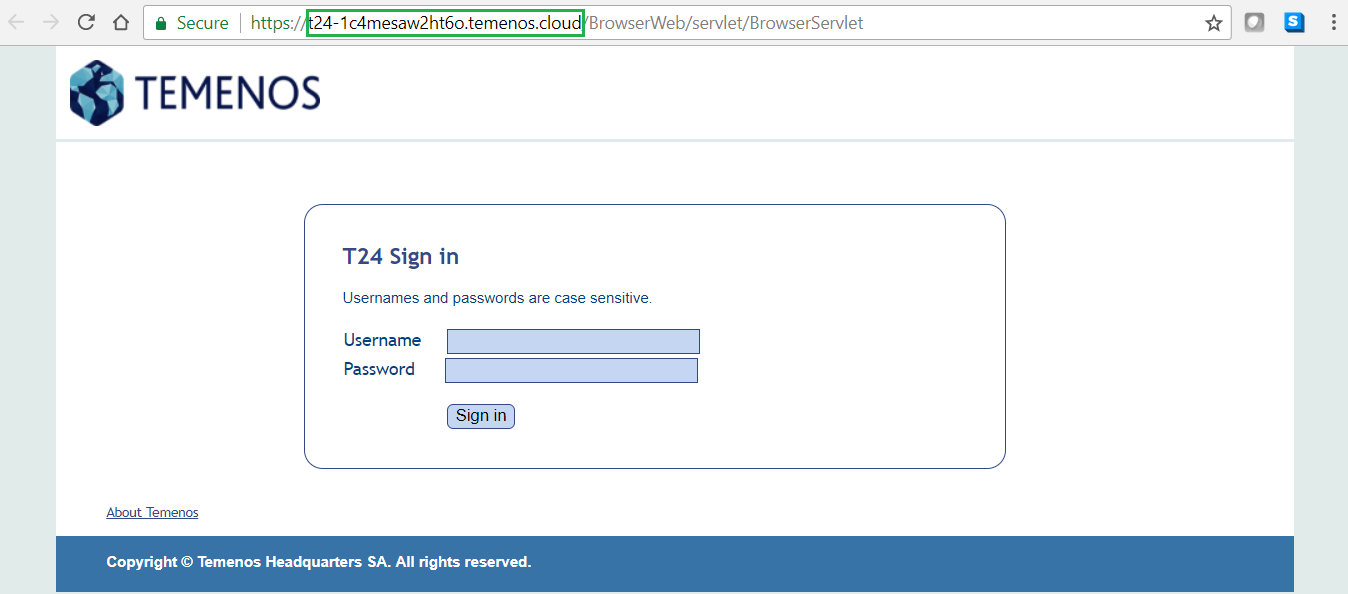 Secure https://t24-1c4mesaw2ht6o.temenos.cloud/BrowserWeb/servlet/BrowserServlet
S
TEMENOS
T24 Sign in
Usernames and passwords are case sensitive.
Username
Password
Sign in
About Temenos
Copyright © Temenos Headquarters SA. All rights reserved.